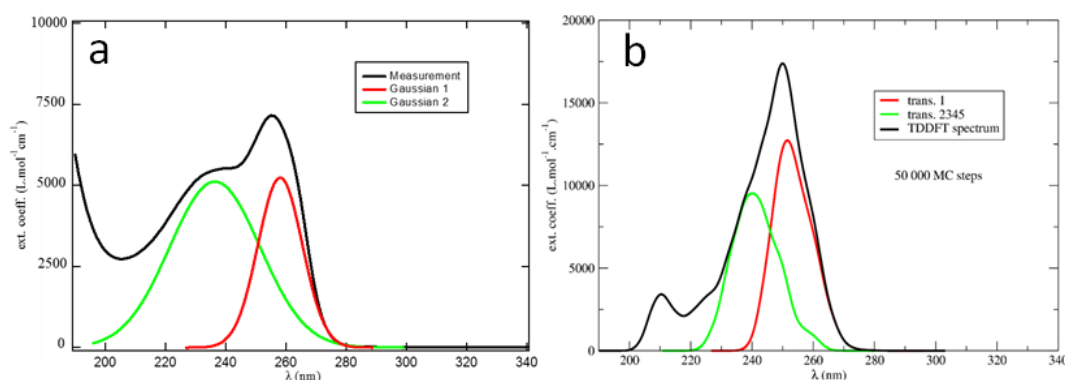 a
10000
7500
5000
2500
0
ext. coeff. (L.mol⁻¹cm⁻¹)
Measurement
Gaussian 1
Gaussian 2
200 220 240 260 280 300 320 340
λ (nm)
b
20000
15000
10000
5000
0
ext. coeff. (L.mol⁻¹.cm⁻¹)
trans. 1
trans. 2345
TDDFT spectrum
50 000 MC steps
200 220 240 260 280 300 320 340
λ (nm)